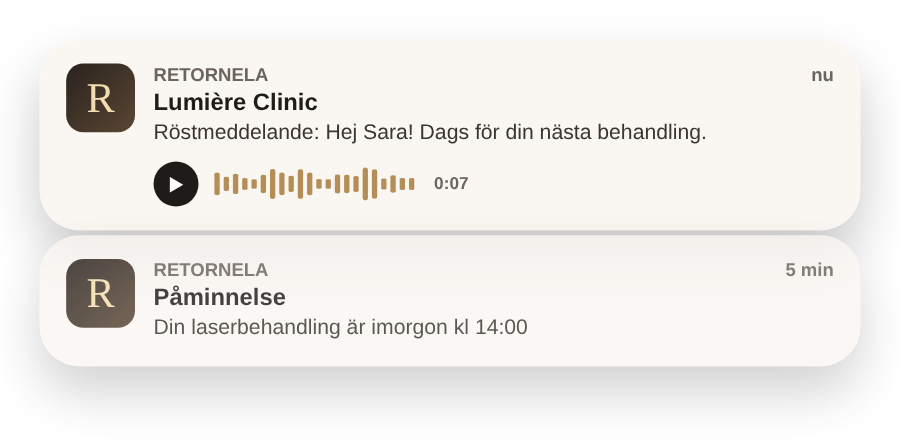 R
RETORNELA
nu
Lumière Clinic
Röstmeddelande: Hej Sara! Dags för din nästa behandling.
0:07
R
RETORNELA
5 min
Påminnelse
Din laserbehandling är imorgon kl 14:00